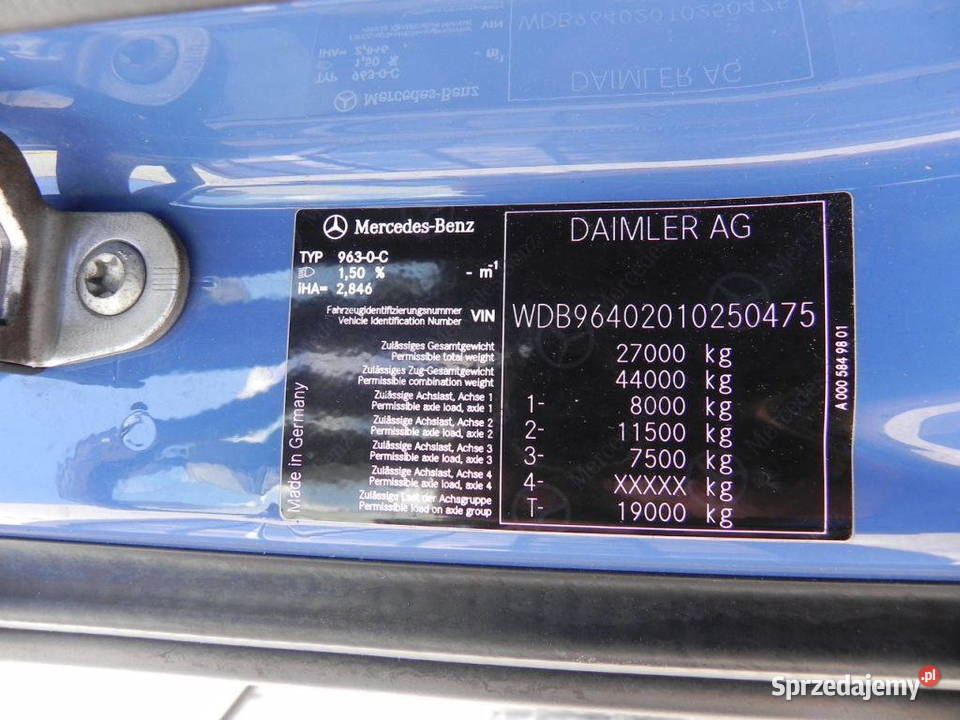 Mercedes-Benz
TYP 963-0-C
1,50 % - m⁻¹
iHA= 2,846
DAIMLER AG
Fahrzeugidentifizierungsnummer
Vehicle Identification Number VIN WDB96402010250475
Zulässiges Gesamtgewicht
Permissible total weight 27000 kg
Zulässiges Zug-Gesamtgewicht
Permissible combination weight 44000 kg
Zulässige Achslast, Achse 1
Permissible axle load, axle 1 1- 8000 kg
Zulässige Achslast, Achse 2
Permissible axle load, axle 2 2- 11500 kg
Zulässige Achslast, Achse 3
Permissible axle load, axle 3 3- 7500 kg
Zulässige Achslast, Achse 4
Permissible axle load, axle 4 4- XXXXX kg
Zulässige Last der Achsgruppe
Permissible load on axle group T- 19000 kg
Made in Germany
A 000 584 98 01
Sprzedajemy.pl